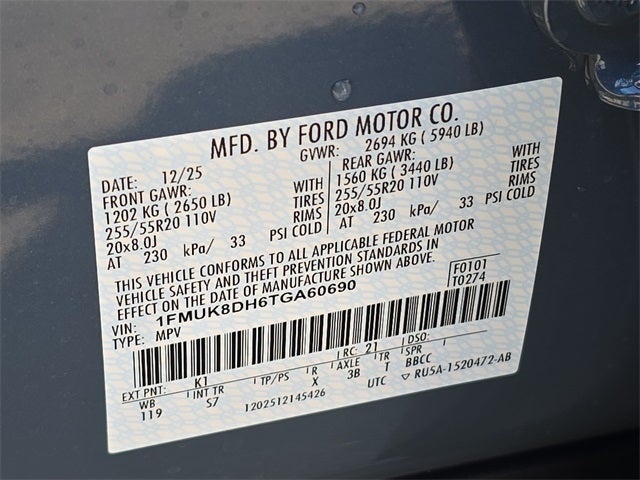 MFD. BY FORD MOTOR CO.
DATE: 12/25 GVWR: 2694 KG ( 5940 LB)
FRONT GAWR: REAR GAWR:
1202 KG ( 2650 LB) WITH 1560 KG ( 3440 LB) WITH
255/55R20 110V TIRES 255/55R20 110V TIRES
20x8.0J RIMS 20x8.0J RIMS
AT 230 kPa/ 33 PSI COLD AT 230 kPa/ 33 PSI COLD
THIS VEHICLE CONFORMS TO ALL APPLICABLE FEDERAL MOTOR
VEHICLE SAFETY AND THEFT PREVENTION STANDARDS IN
EFFECT ON THE DATE OF MANUFACTURE SHOWN ABOVE.
VIN: 1FMUK8DH6TGA60690 F0101
TYPE: MPV T0274
EXT PNT: K1 RC: 21 DSO:
WB INT TR TP/PS R AXLE TR SPR
119 S7 X 3B T BBCC
1202512145426 UTC ▽ RU5A-1520472-AB